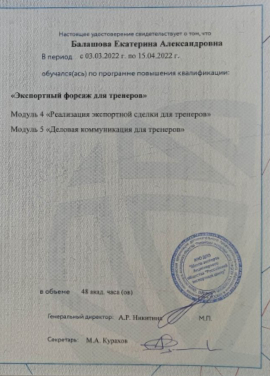 Настоящее удостоверение свидетельствует о том, что
Балашова Екатерина Александровна
В период с 03.03.2022 г. по 15.04.2022 г.
обучался(ась) по программе повышения квалификации:
«Экспортный форсаж для тренеров»
Модуль 4 «Реализация экспортной сделки для тренеров»
Модуль 5 «Деловая коммуникация для тренеров»
в объеме 48 акад. часа (ов)
Генеральный директор: А.Р. Никитина М.П.
Секретарь М.А. Курахов